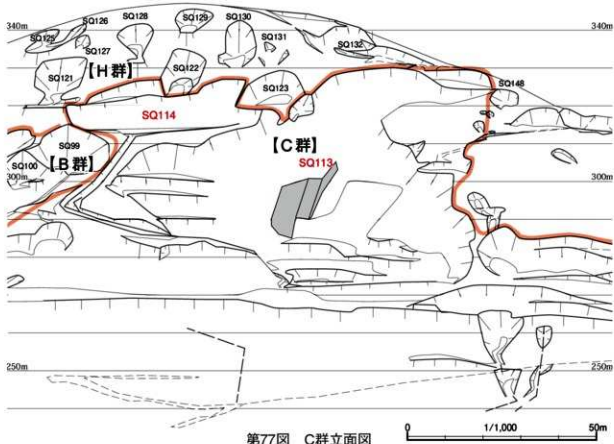 SQ126
SQ128
SQ129
SQ130
340m
340m
SQ125
SQ127
SQ131
SQ132
【H群】
SQ121
SQ122
SQ123
SQ146
SQ114
【C群】
SQ99
【B群】
SQ113
SQ100
300m
300m
250m
250m
第77図 C群立面図
0 1/1,000 50m